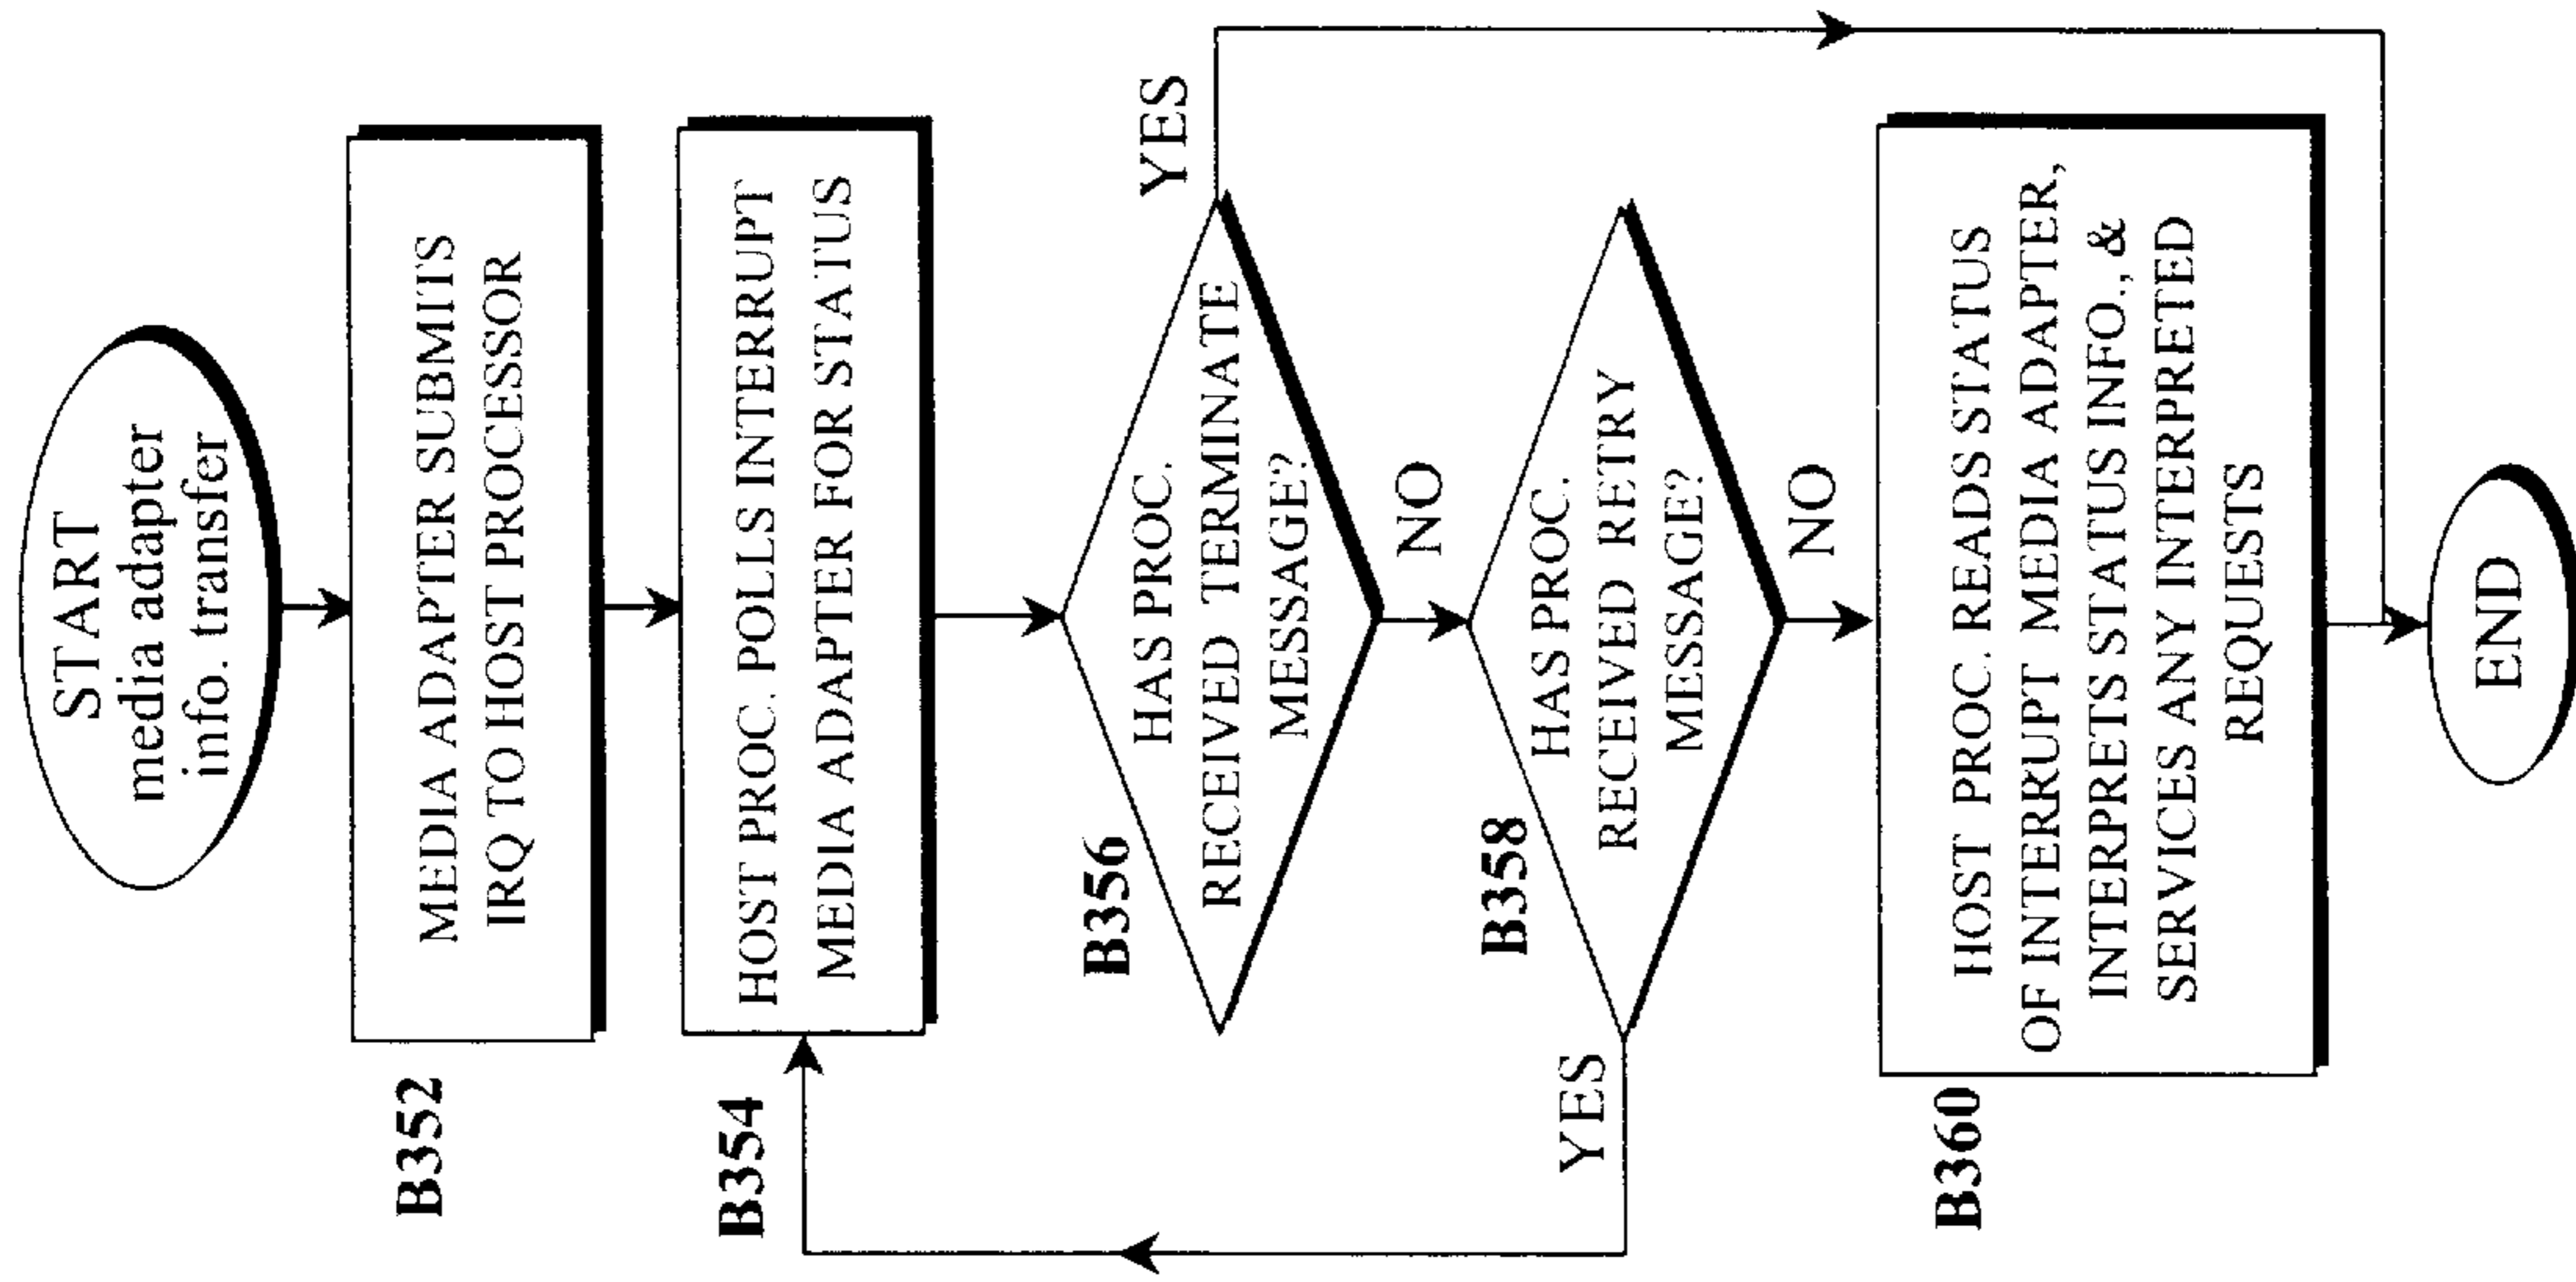 START
media adapter
info. transfer
B352
MEDIA ADAPTER SUBMITS
IRQ TO HOST PROCESSOR
B354
HOST PROC. POLLS INTERRUPT
MEDIA ADAPTER FOR STATUS
B356
HAS PROC.
RECEIVED TERMINATE
MESSAGE?
YES
NO
B358
HAS PROC.
RECEIVED RETRY
MESSAGE?
YES
NO
B360
HOST PROC. READS STATUS
OF INTERRUPT MEDIA ADAPTER,
INTERPRETS STATUS INFO., &
SERVICES ANY INTERPRETED
REQUESTS
END